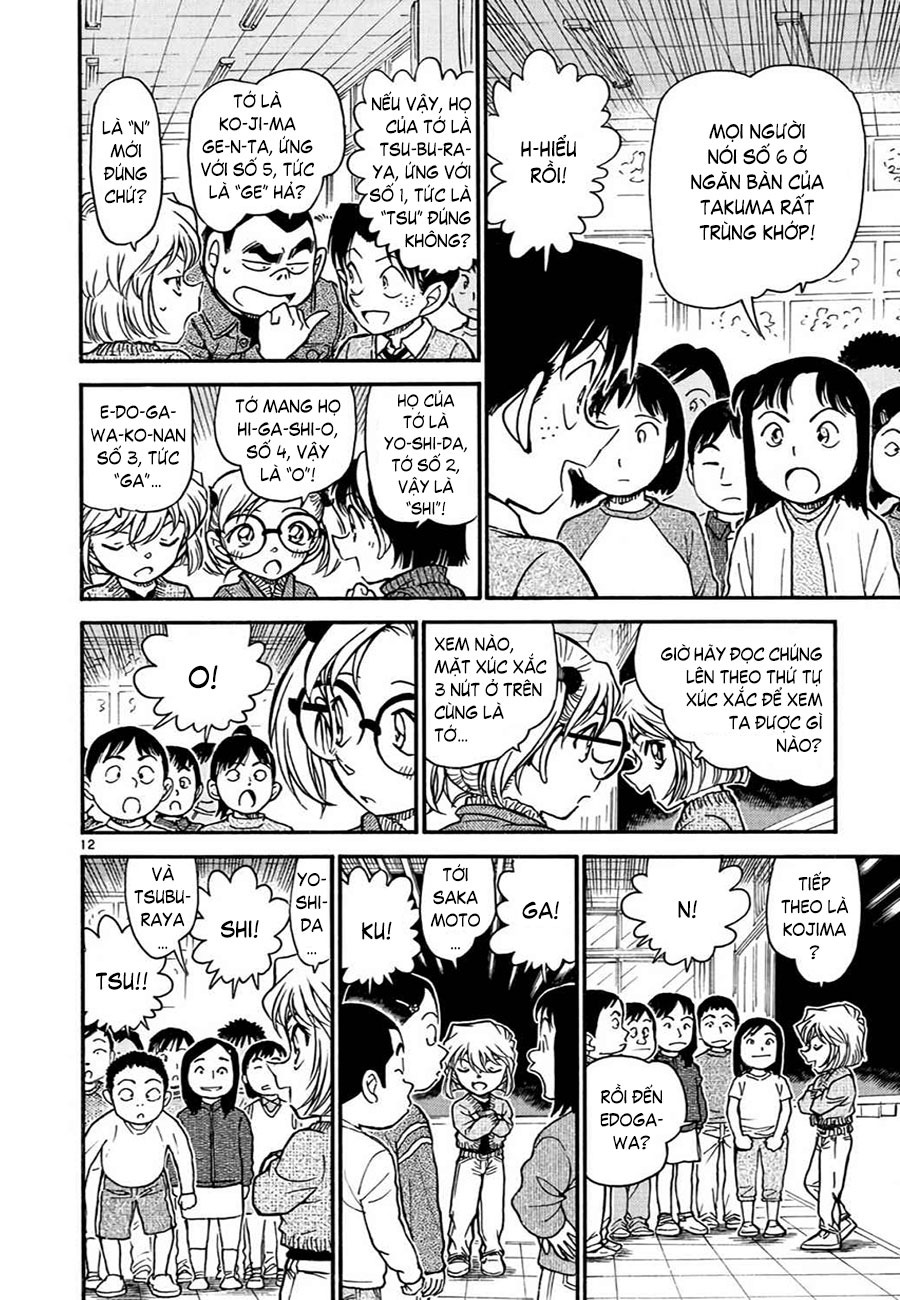 MỌI NGƯỜI
NÓI SỐ 6 Ở
NGĂN BÀN CỦA
TAKUMA RẤT
TRÙNG KHỚP!
H-HIỂU
RỒI!
NẾU VẬY, HỌ
CỦA TỚ LÀ
TSU-BU-RA-
YA, ỨNG VỚI
SỐ 1, TỨC LÀ
"TSU" ĐÚNG
KHÔNG?
TỚ LÀ
KO-JI-MA
GE-N-TA, ỨNG
VỚI SỐ 5, TỨC
LÀ "GE" HẢ?
LÀ "N"
MỚI
ĐÚNG
CHỨ?
HỌ CỦA
TỚ LÀ
YO-SHI-DA,
TỚ SỐ 2,
VẬY LÀ
"SHI"!
TỚ MANG HỌ
HI-GA-SHI-O,
SỐ 4, VẬY
LÀ "O"!
E-DO-GA-
WA-KO-NAN
SỐ 3, TỨC
"GA"...
GIỜ HÃY ĐỌC CHÚNG
LÊN THEO THỨ TỰ
XÚC XẮC ĐỂ XEM
TA ĐƯỢC GÌ
NÀO?
XEM NÀO,
MẶT XÚC XẮC
3 NÚT Ở TRÊN
CÙNG LÀ
TỚ...
O!
12
TIẾP
THEO LÀ
KOJIMA
?
N!
RỒI ĐẾN
EDOGA-
WA?
GA!
TỚI
SAKA
MOTO
...
KU!
YO-
SHI-
DA
...
SHI!
VÀ
TSUBU-
RAYA
...
TSU!!